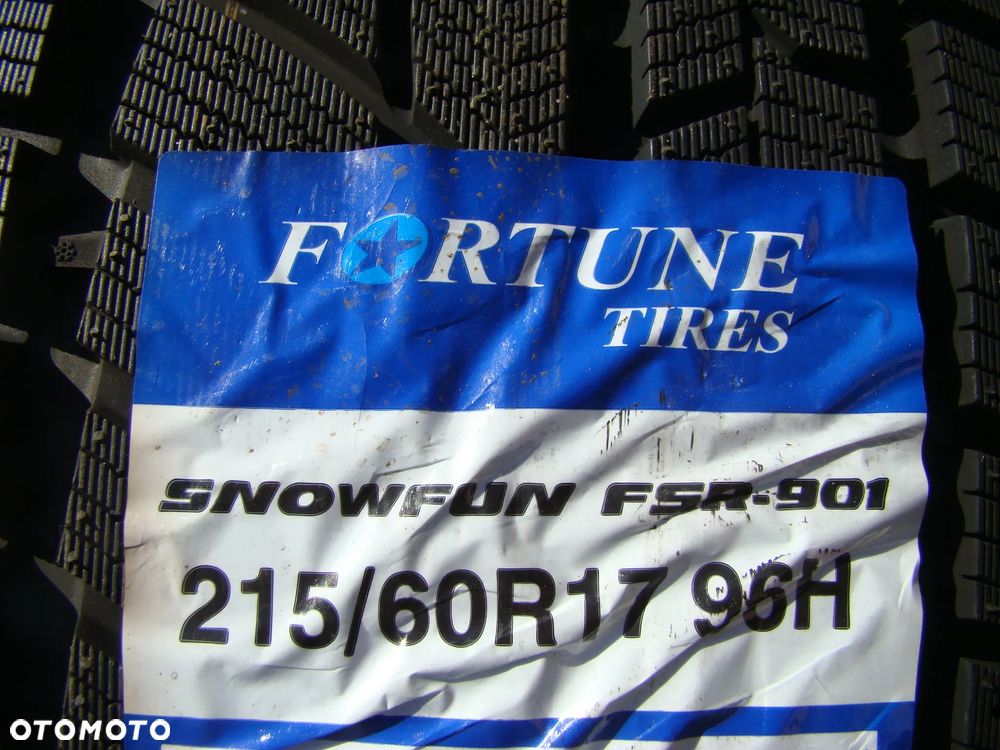 FORTUNE
TIRES
SNOWFUN FSR-901
215/60R17 96H
OTOMOTO